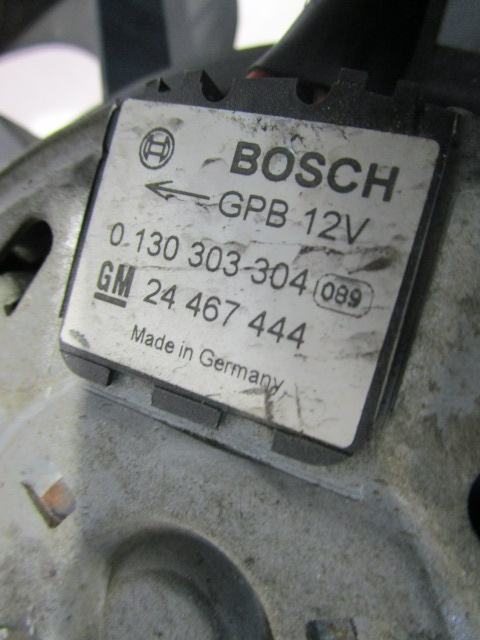 BOSCH
GPB 12V
0 130 303 304 089
GM 24 467 444
Made in Germany